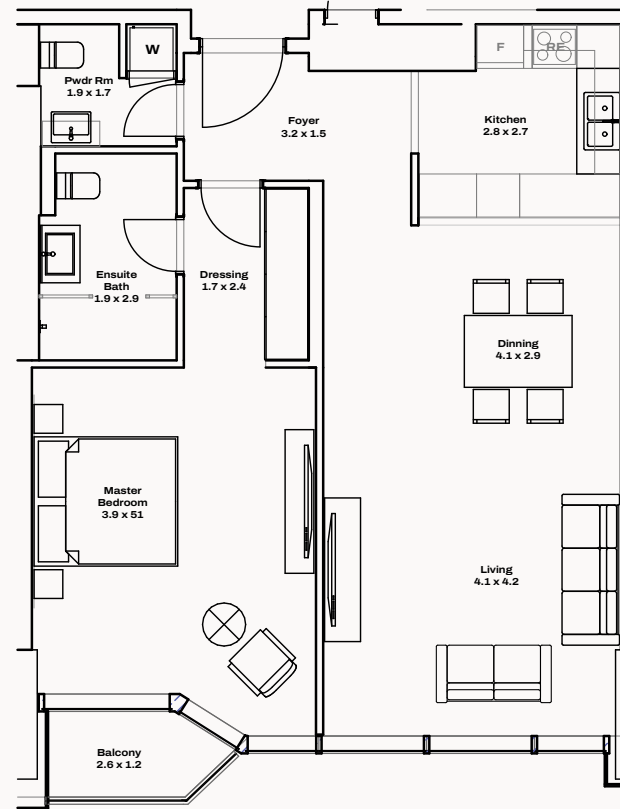 W
F
RE
Pwdr Rm
1.9 x 1.7
Foyer
3.2 x 1.5
Kitchen
2.8 x 2.7
Ensuite
Bath
1.9 x 2.9
Dressing
1.7 x 2.4
Dinning
4.1 x 2.9
Master
Bedroom
3.9 x 51
Living
4.1 x 4.2
Balcony
2.6 x 1.2